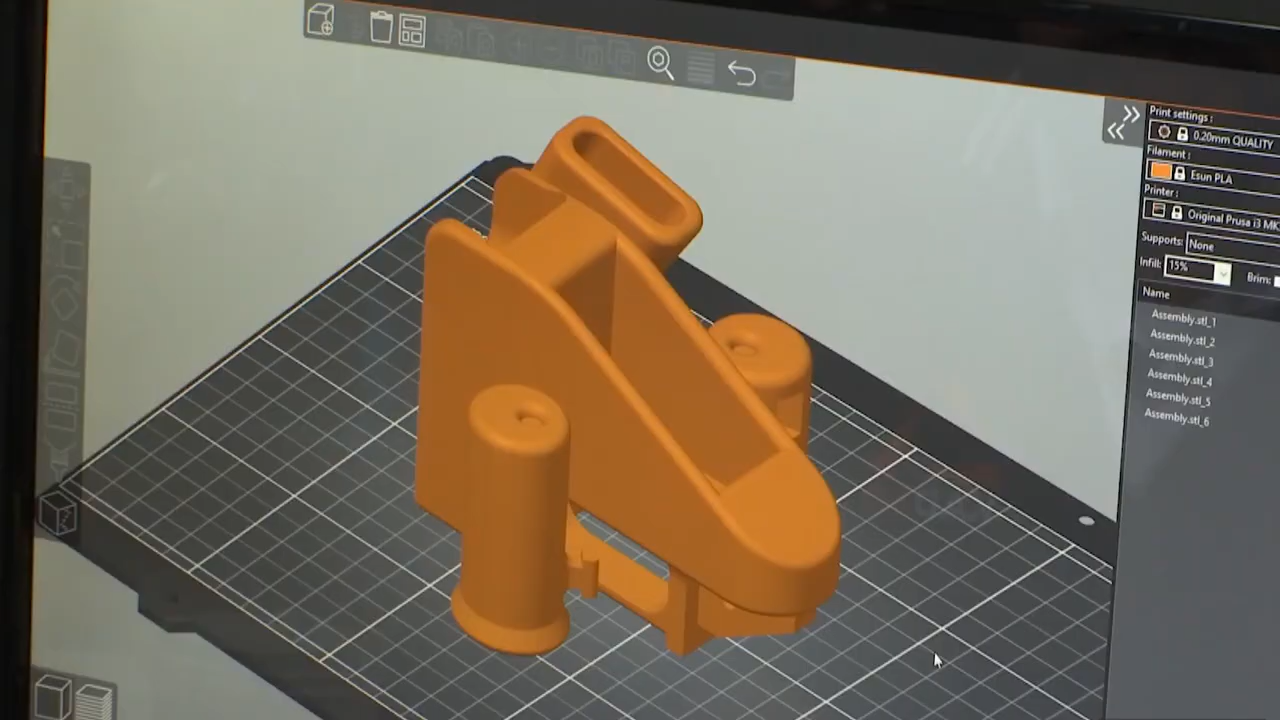 Print settings :
0.20mm QUALITY
Filament :
Esun PLA
Printer :
Original Prusa i3 MK
Supports: None
Infill: 15% Brim:
Name
Assembly.stl_1
Assembly.stl_2
Assembly.stl_3
Assembly.stl_4
Assembly.stl_5
Assembly.stl_6